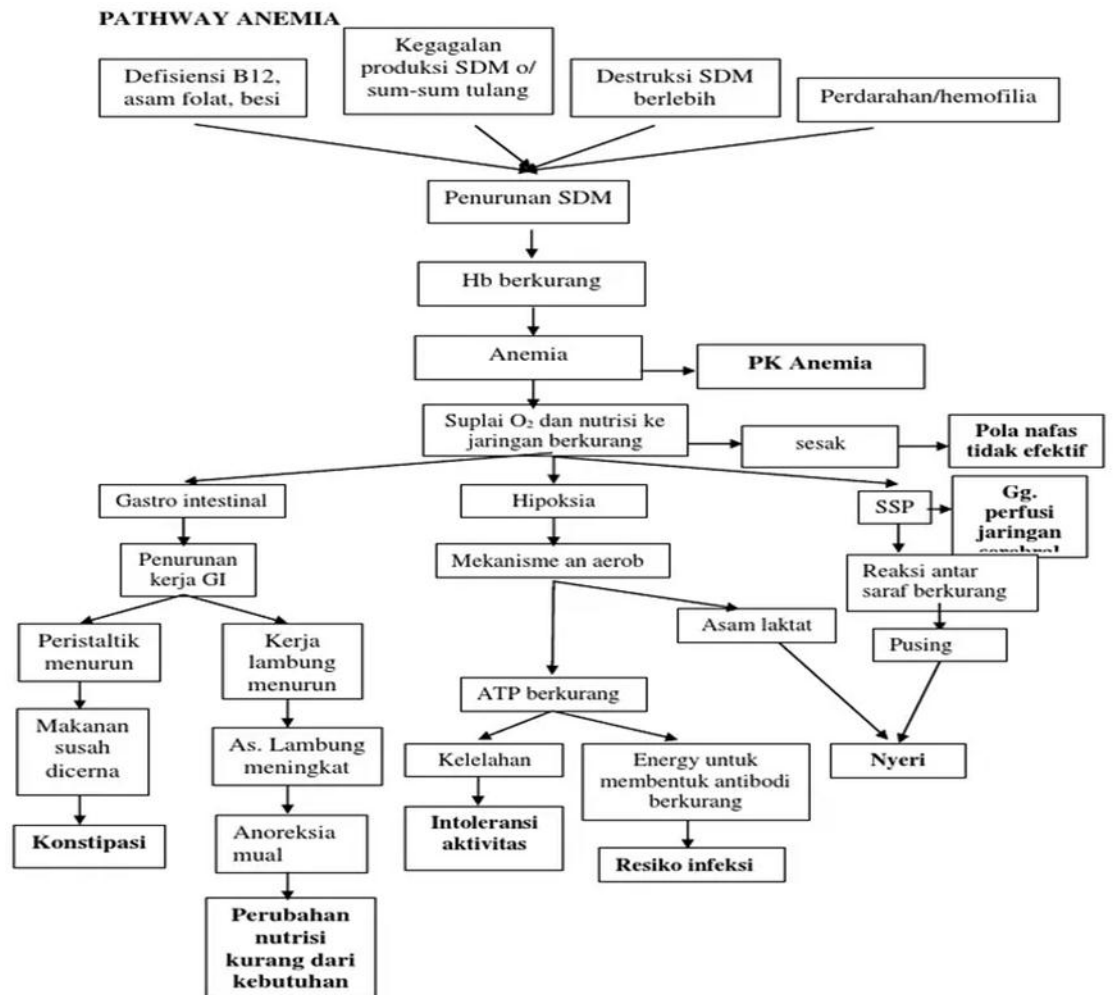 PATHWAY ANEMIA
Defisiensi B12,
asam folat, besi
Kegagalan
produksi SDM o/
sum-sum tulang
Destruksi SDM
berlebih
Perdarahan/hemofilia
Penurunan SDM
Hb berkurang
Anemia
PK Anemia
Suplai O₂ dan nutrisi ke
jaringan berkurang
sesak
Pola nafas
tidak efektif
Gastro intestinal
Hipoksia
SSP
Gg.
perfusi
jaringan
Penurunan
kerja GI
Mekanisme an aerob
Reaksi antar
saraf berkurang
Peristaltik
menurun
Kerja
lambung
menurun
Asam laktat
Pusing
ATP berkurang
Makanan
susah
dicerna
As. Lambung
meningkat
Kelelahan
Energy untuk
membentuk antibodi
berkurang
Nyeri
Konstipasi
Anoreksia
mual
Intoleransi
aktivitas
Resiko infeksi
Perubahan
nutrisi
kurang dari
kebutuhan